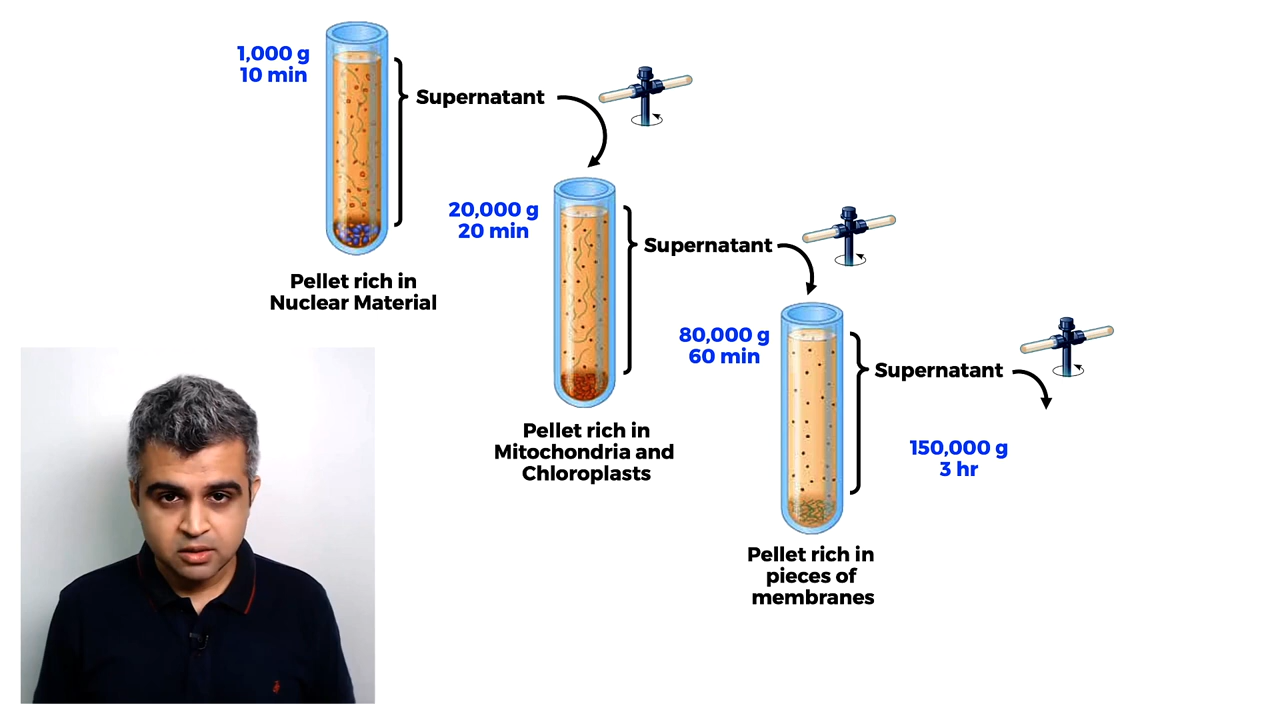 1,000 g
10 min
Supernatant
Pellet rich in
Nuclear Material
20,000 g
20 min
Supernatant
Pellet rich in
Mitochondria and
Chloroplasts
80,000 g
60 min
Supernatant
Pellet rich in
pieces of
membranes
150,000 g
3 hr